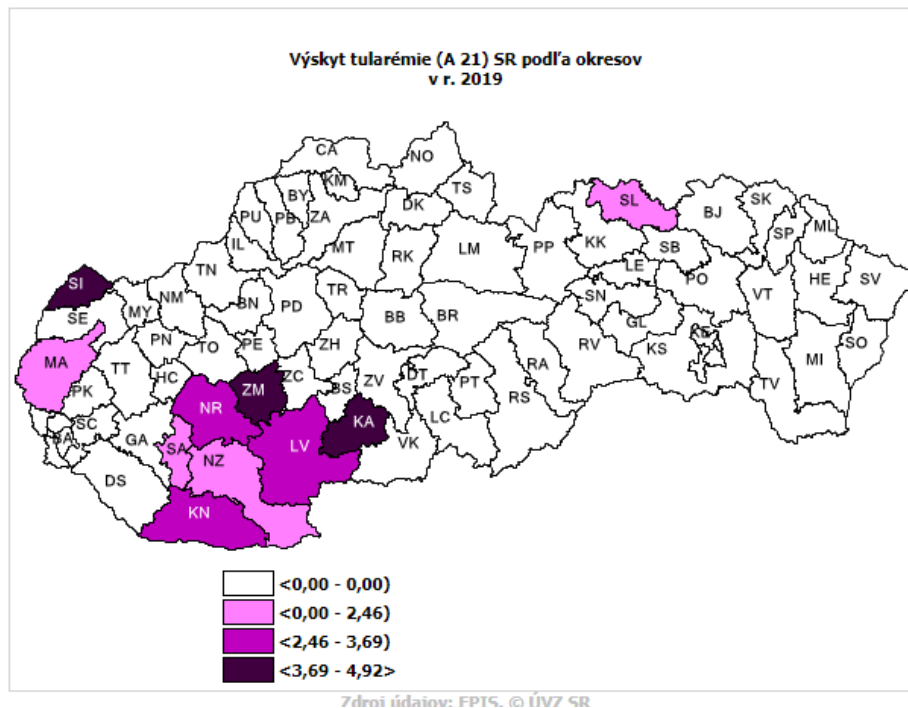 Výskyt tularémie (A 21) SR podľa okresov
v r. 2019
CA
NO
KM
TS
BY
PU
PB
ZA
DK
SL
BJ
SK
SP
ML
IL
MT
RK
LM
PP
KK
SB
TN
LE
PO
HE
SV
SI
NM
BN
PD
TR
SN
VT
SE
MY
BB
BR
GL
KE
PN
TO
PE
ZH
RV
KS
SO
MA
TT
RA
MI
PK
HC
ZM
ZC
BS
ZV
DT
PT
TV
NR
KA
LC
RS
SC
BA
GA
SA
NZ
LV
VK
DS
KN
<0,00 - 0,00)
<0,00 - 2,46)
<2,46 - 3,69)
<3,69 - 4,92>
Zdroj údajov: EPIS, © ÚVZ SR